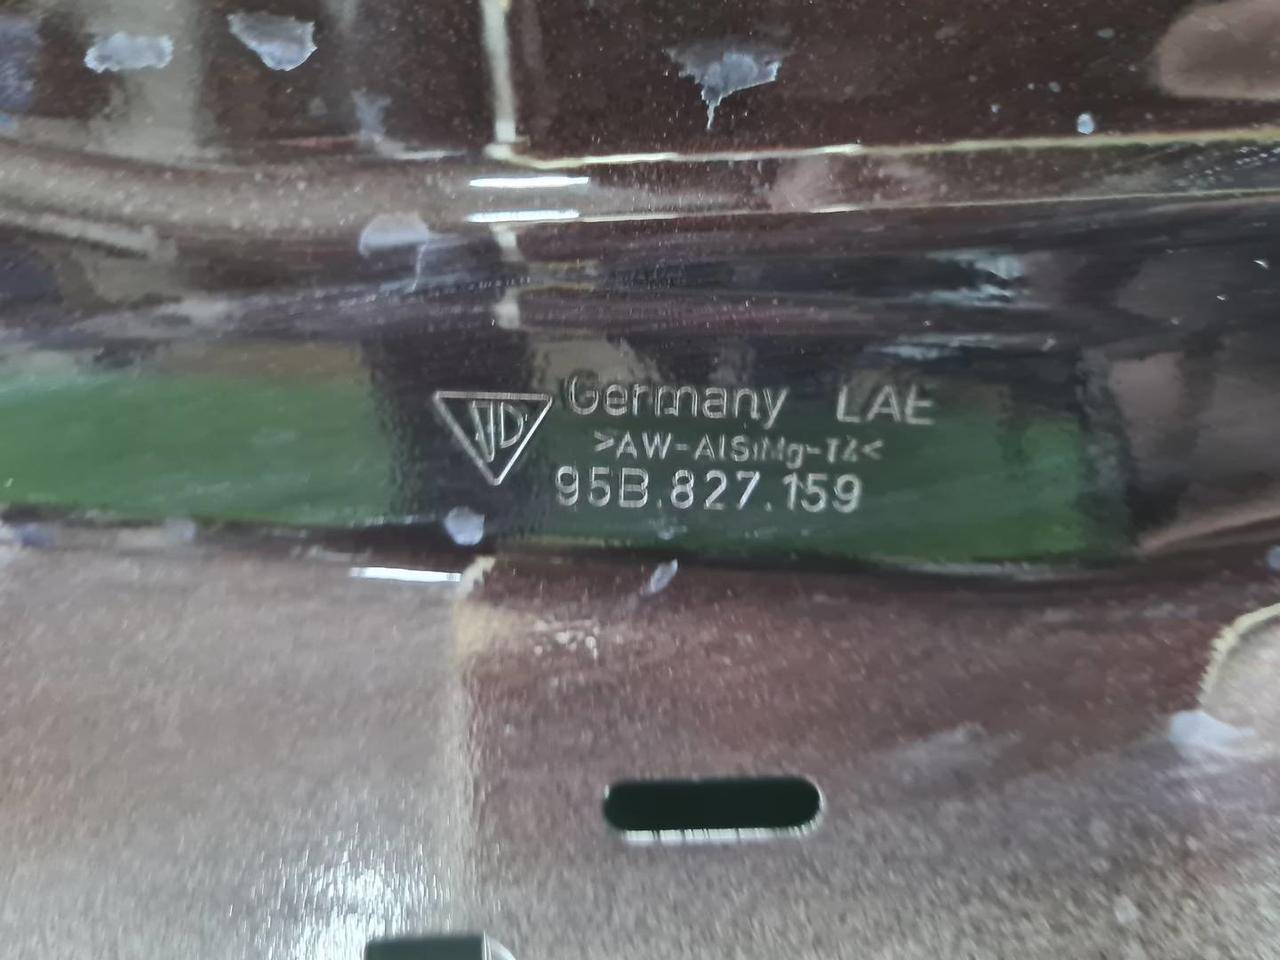 Germany LAE
>AW-AlSiMg-T4<
95B.827.159